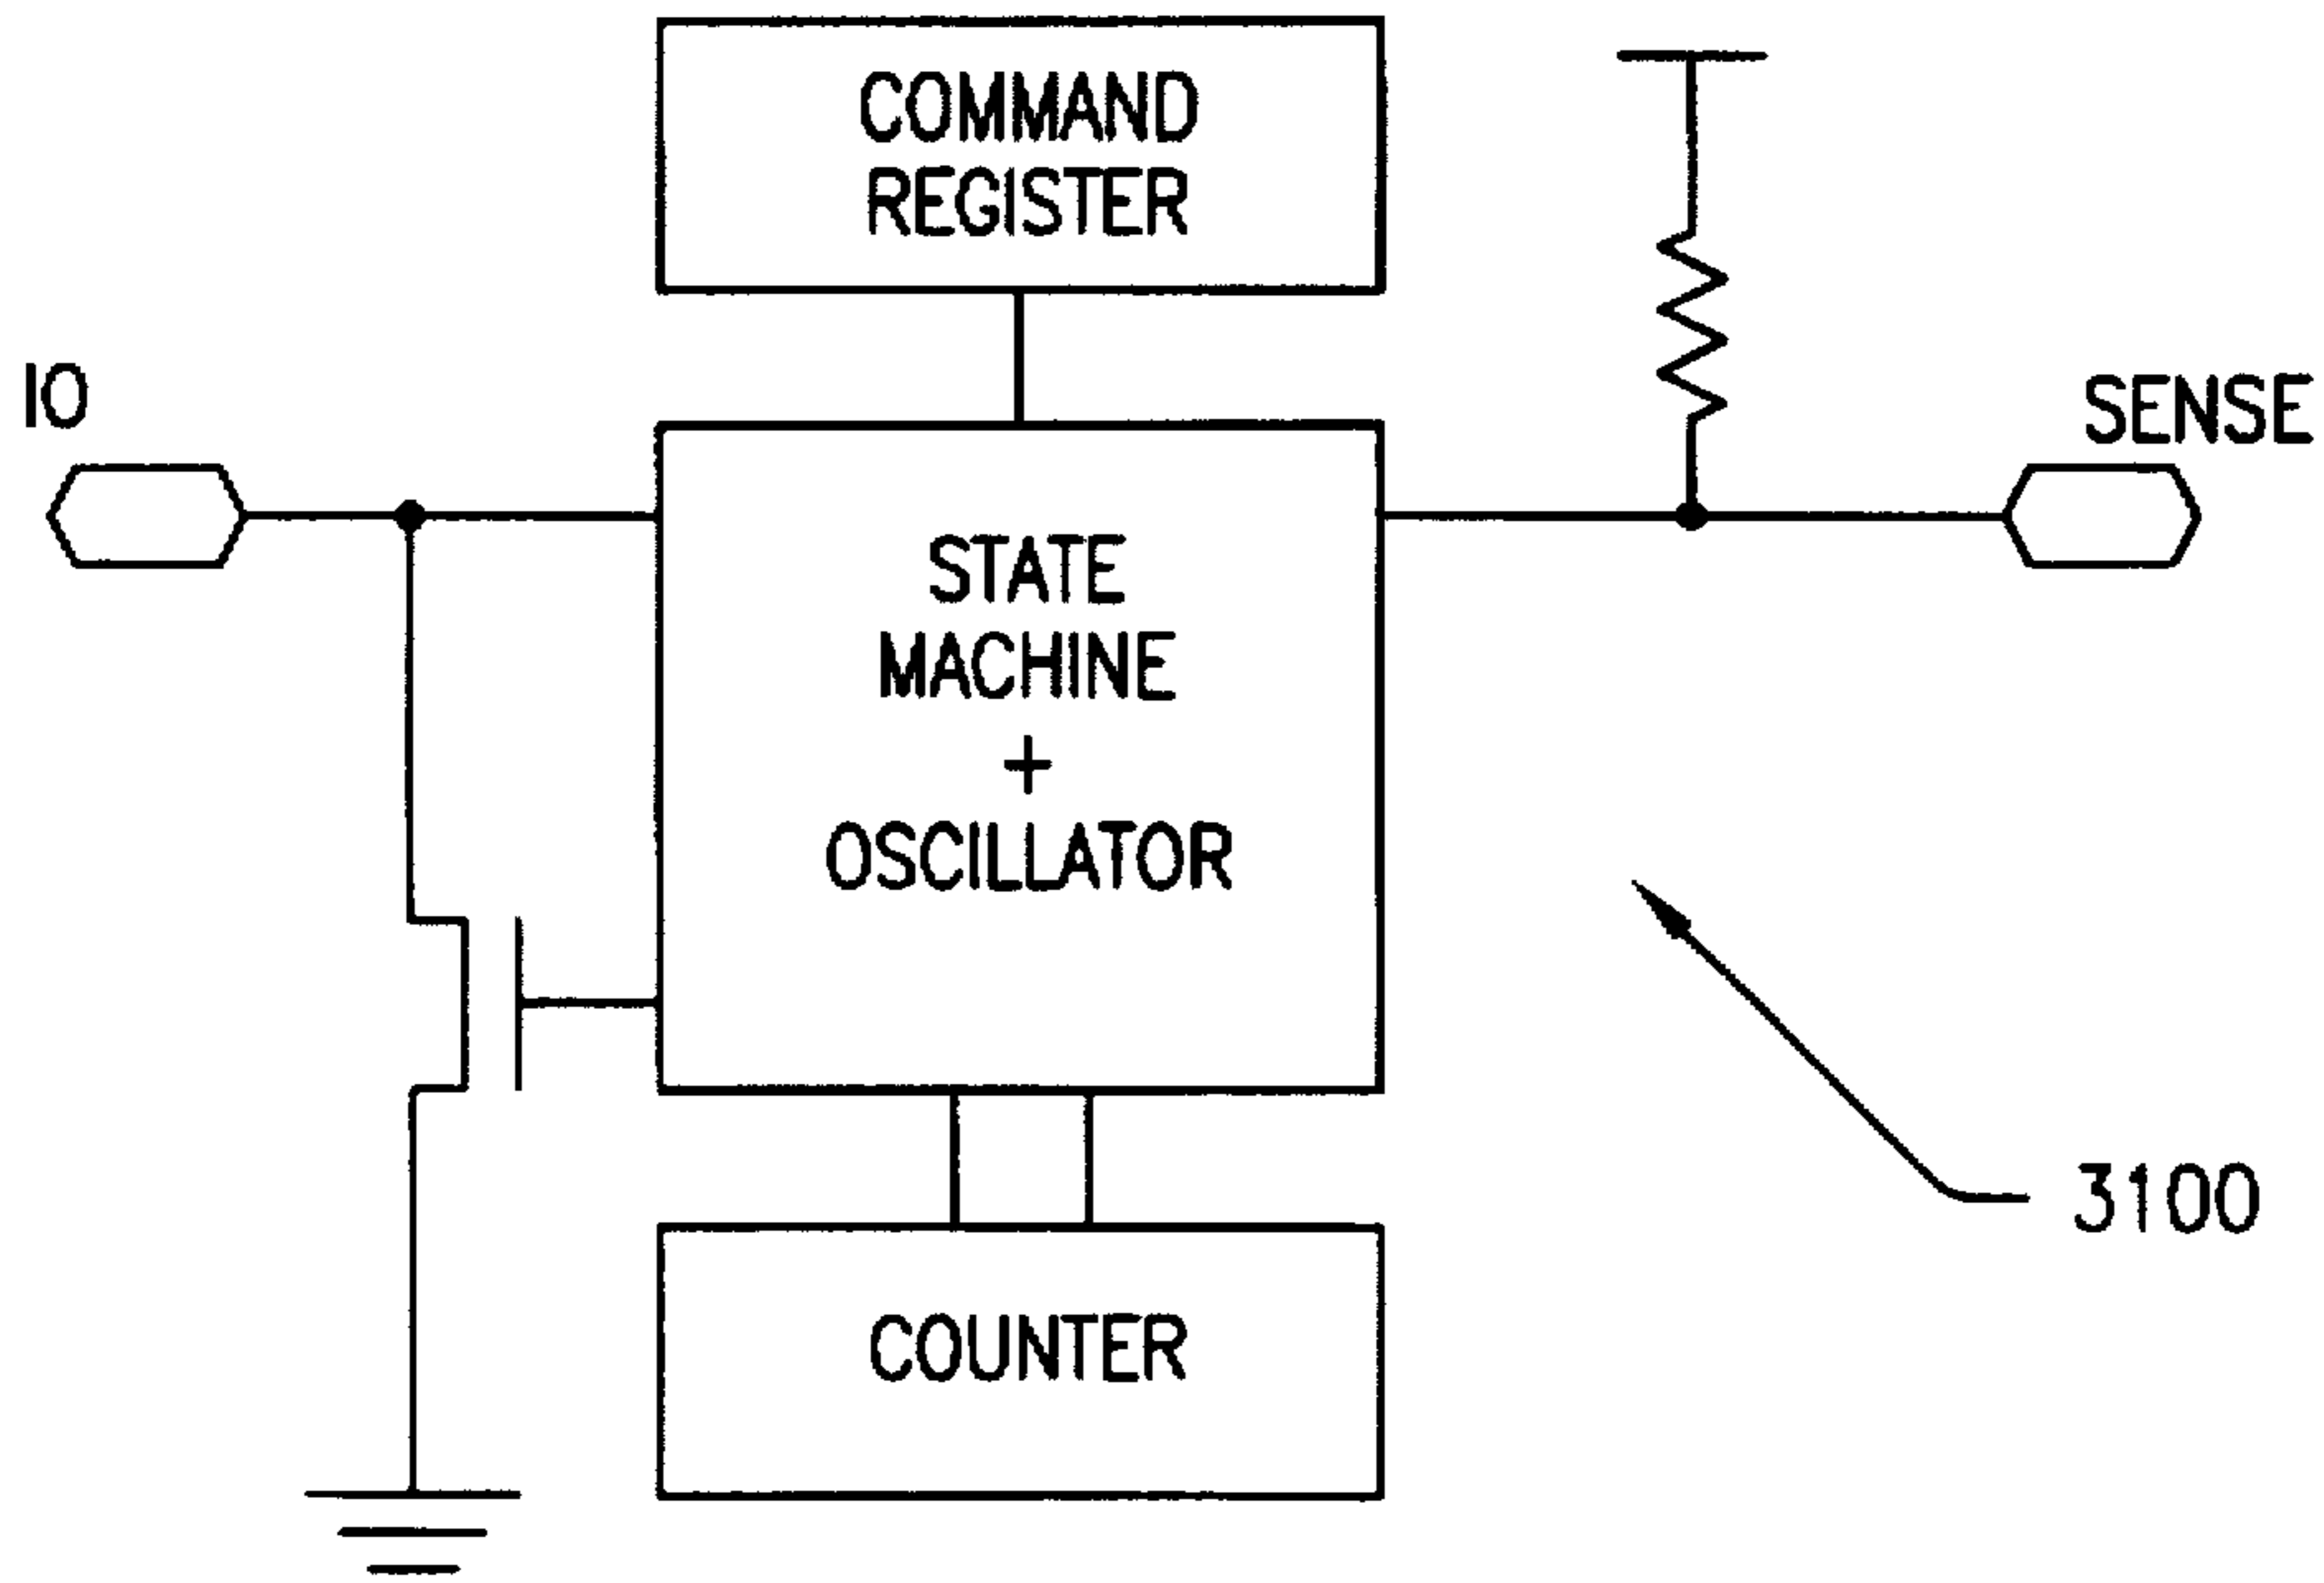 COMMAND
REGISTER
IO
SENSE
STATE
MACHINE
+
OSCILLATOR
3100
COUNTER